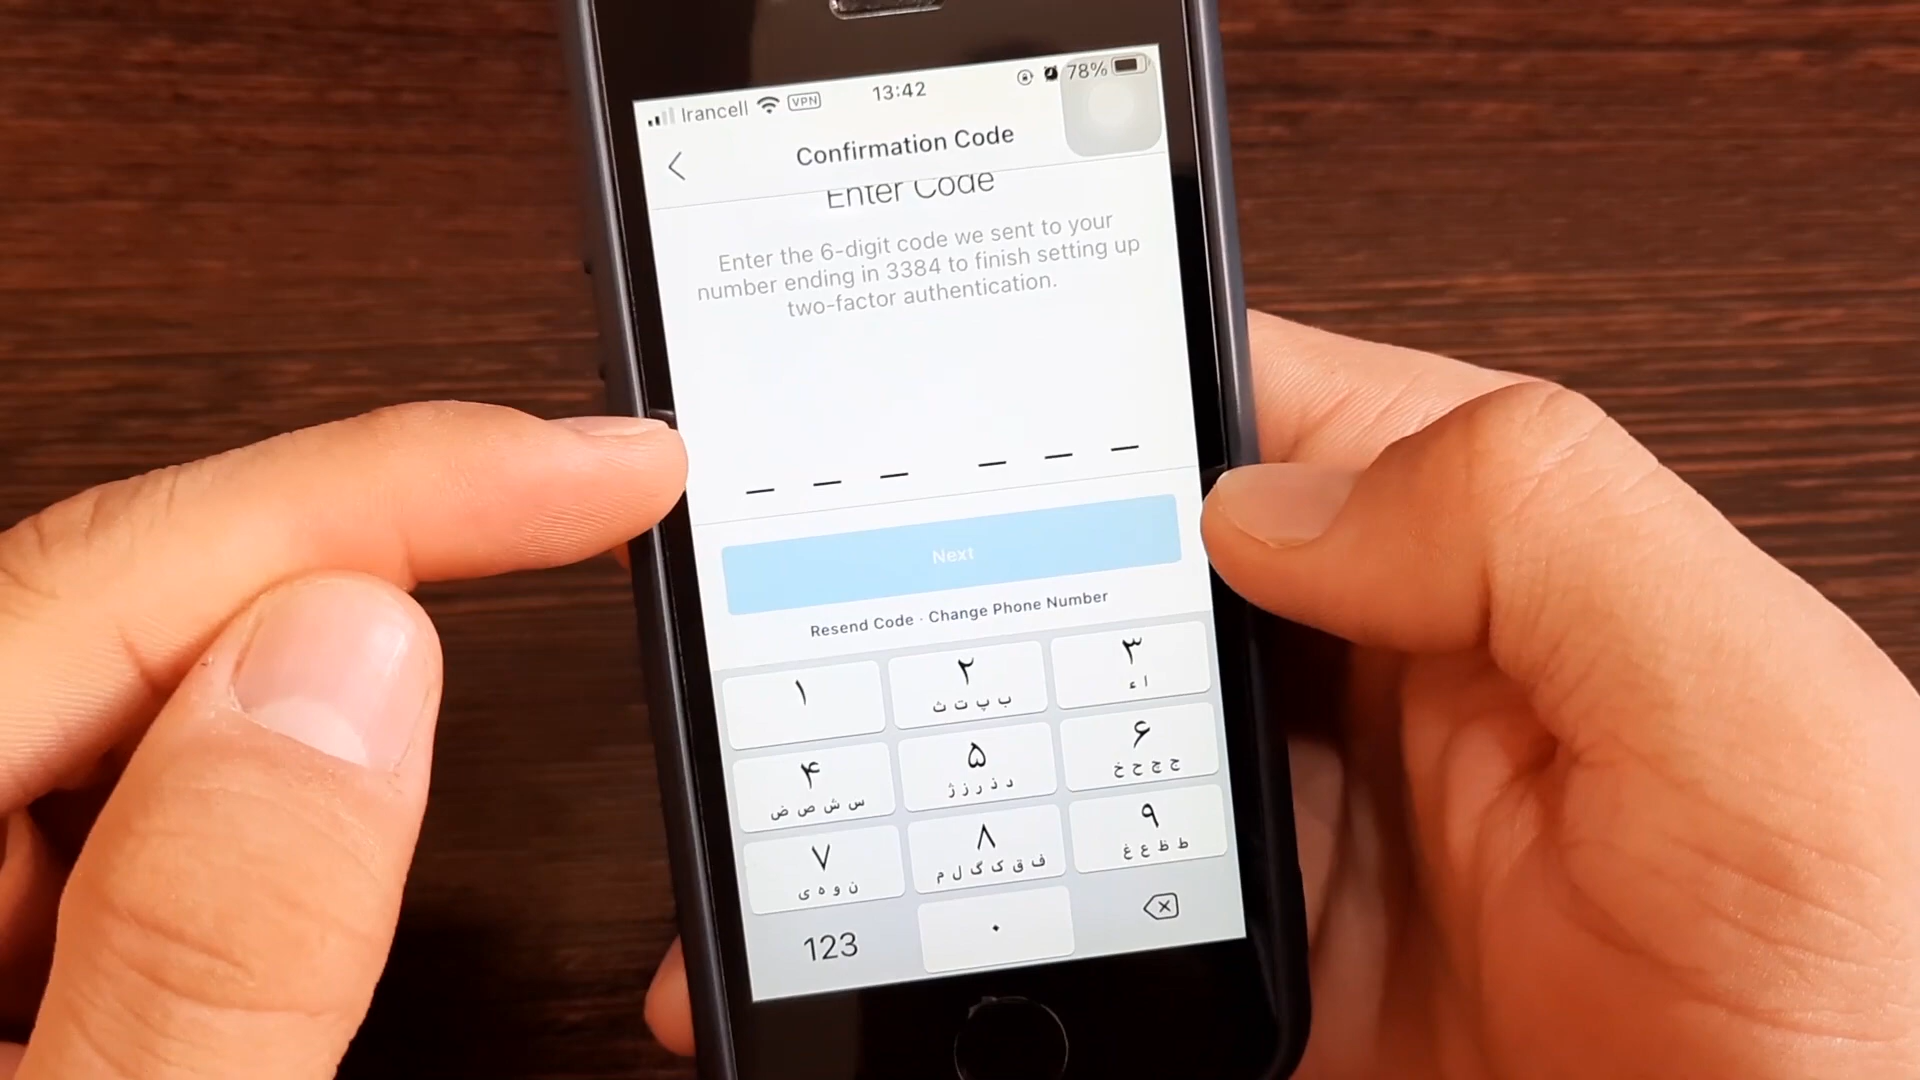 Irancell VPN 13:42 78%
Confirmation Code
Enter Code
Enter the 6-digit code we sent to your
number ending in 3384 to finish setting up
two-factor authentication.
Next
Resend Code · Change Phone Number
۱ ۲ ۳
ب پ ت ث
ا ء
۴ ۵ ۶
س ش ص ض
د ذ ر ز ژ
ج چ ح خ
۷ ۸ ۹
ن و ه ی
ف ق ک گ ل م
ط ظ ع غ
123 ۰